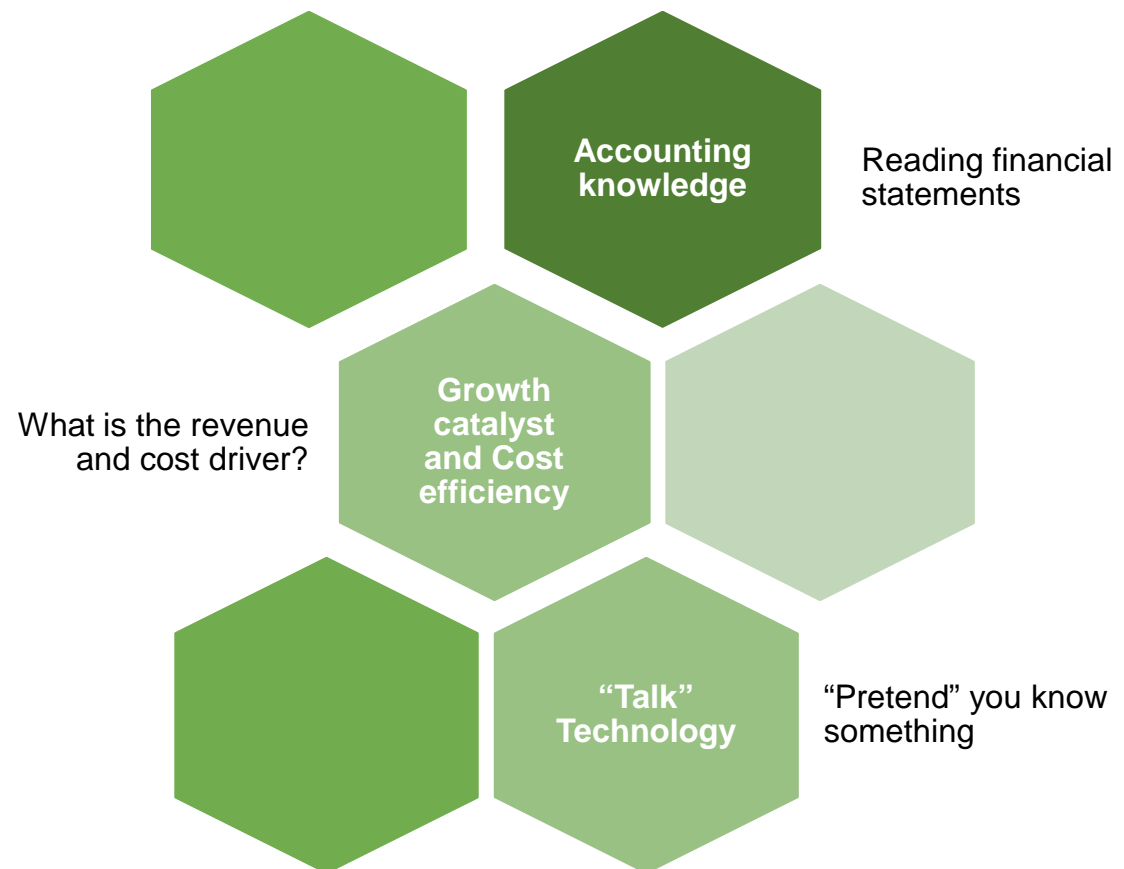 Accounting
knowledge
Reading financial
statements
What is the revenue
and cost driver?
Growth
catalyst
and Cost
efficiency
“Talk”
Technology
“Pretend” you know
something